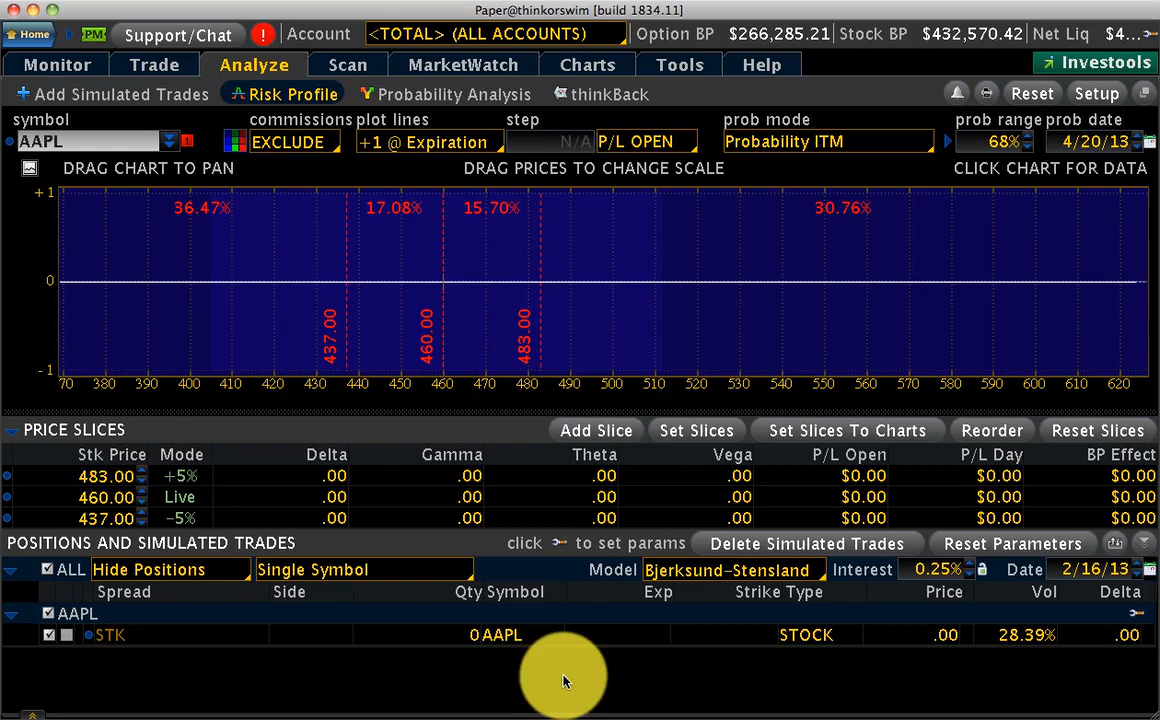 Paper@thinkorswim [build 1834.11]
Home PM Support/Chat ! Account <TOTAL> (ALL ACCOUNTS) Option BP $266,285.21 Stock BP $432,570.42 Net Liq $4...
Monitor Trade Analyze Scan MarketWatch Charts Tools Help Investools
Add Simulated Trades Risk Profile Probability Analysis thinkBack Reset Setup
symbol commissions plot lines step prob mode prob range prob date
AAPL EXCLUDE +1 @ Expiration N/A P/L OPEN Probability ITM 68% 4/20/13
DRAG CHART TO PAN DRAG PRICES TO CHANGE SCALE CLICK CHART FOR DATA
+1
36.47% 17.08% 15.70% 30.76%
0
437.00 460.00 483.00
-1
70 380 390 400 410 420 430 440 450 460 470 480 490 500 510 520 530 540 550 560 570 580 590 600 610 620
PRICE SLICES Add Slice Set Slices Set Slices To Charts Reorder Reset Slices
Stk Price Mode Delta Gamma Theta Vega P/L Open P/L Day BP Effect
483.00 +5% .00 .00 .00 .00 $0.00 $0.00 $0.00
460.00 Live .00 .00 .00 .00 $0.00 $0.00 $0.00
437.00 -5% .00 .00 .00 .00 $0.00 $0.00 $0.00
POSITIONS AND SIMULATED TRADES click to set params Delete Simulated Trades Reset Parameters
ALL Hide Positions Single Symbol Model Bjerksund-Stensland Interest 0.25% Date 2/16/13
Spread Side Qty Symbol Exp Strike Type Price Vol Delta
AAPL
STK 0 AAPL STOCK .00 28.39% .00